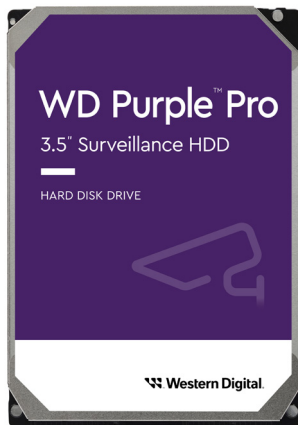 WD Purple™ Pro
3.5" Surveillance HDD
HARD DISK DRIVE
Western Digital.